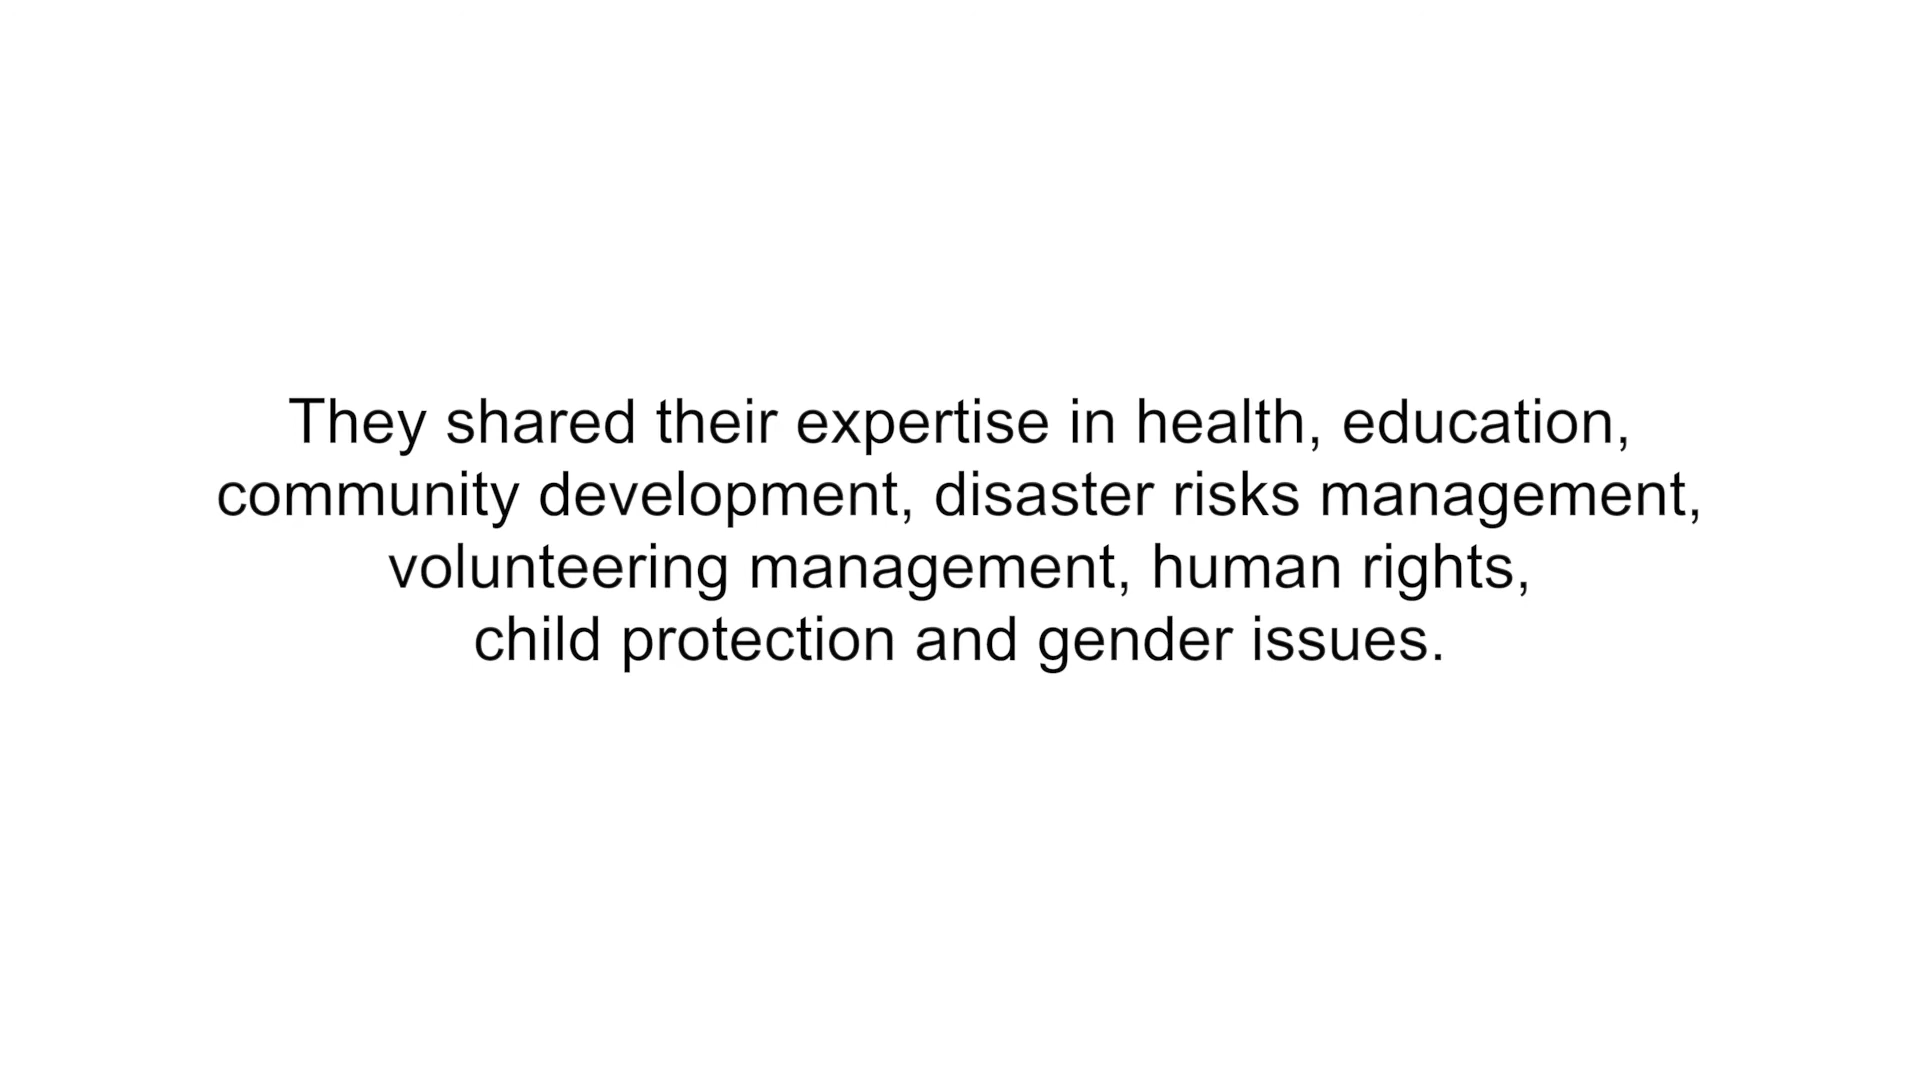 They shared their expertise in health, education,
community development, disaster risks management,
volunteering management, human rights,
child protection and gender issues.